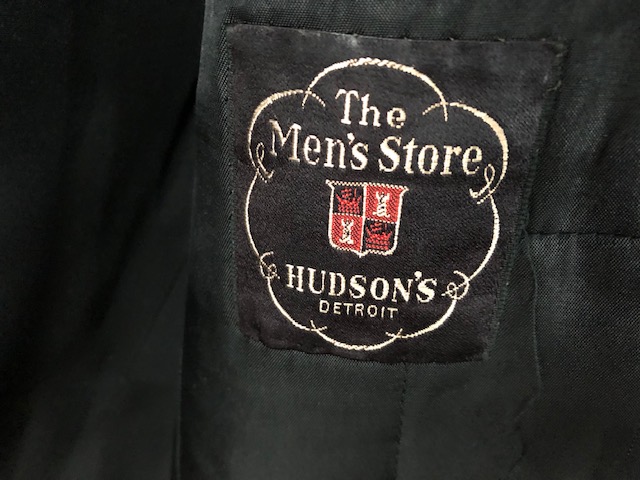 The
Men's Store
HUDSON'S
DETROIT